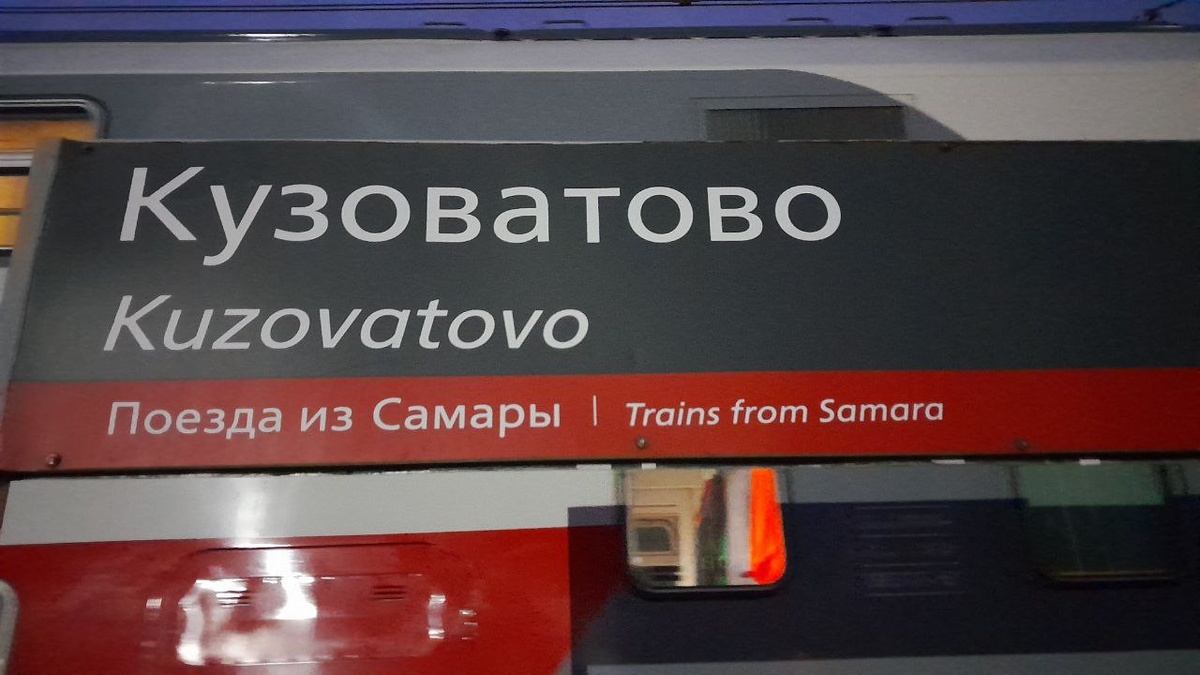 Кузоватово
Kuzovatovo
Поезда из Самары | Trains from Samara